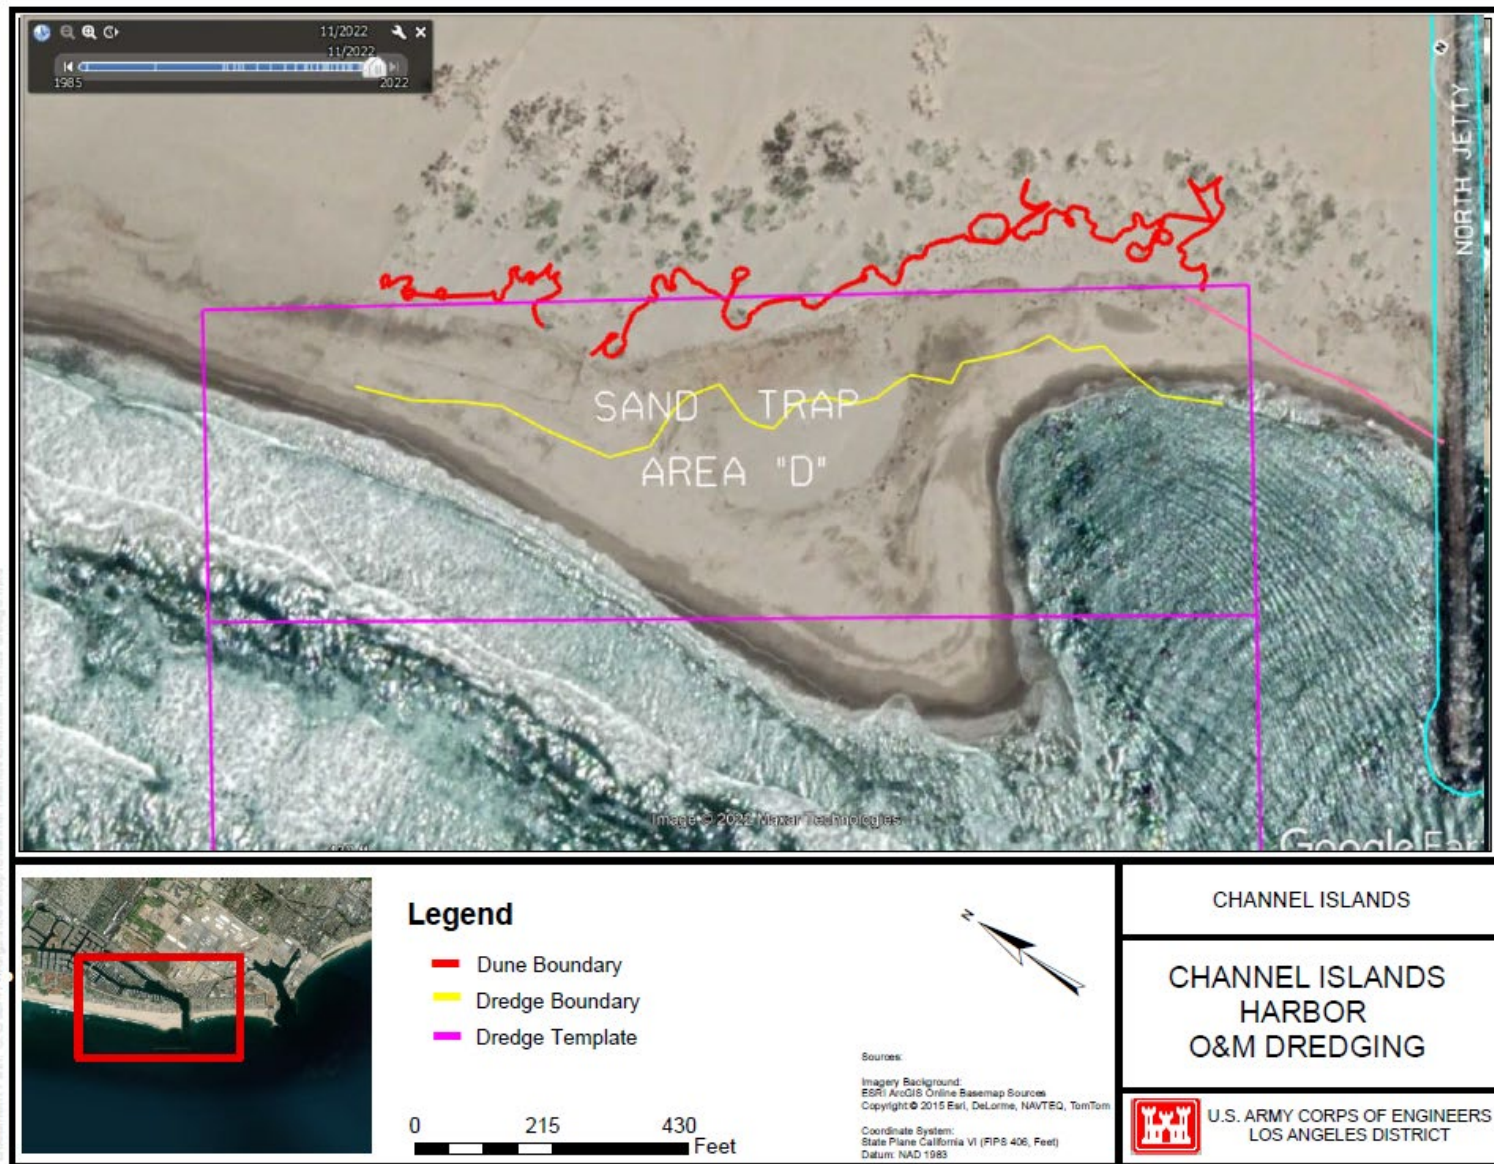 11/2022
11/2022
1985
2022
N
NORTH JETTY
SAND TRAP
AREA "D"
Image © 2022 Maxar Technologies
Google Ear
Legend
Dune Boundary
Dredge Boundary
Dredge Template
0 215 430
Feet
N
Sources:
Imagery Background:
ESRI ArcGIS Online Basemap Sources
Copyright © 2015 Esri, DeLorme, NAVTEQ, TomTom
Coordinate System:
State Plane California VI (FIPS 406, Feet)
Datum: NAD 1983
CHANNEL ISLANDS
CHANNEL ISLANDS
HARBOR
O&M DREDGING
U.S. ARMY CORPS OF ENGINEERS
LOS ANGELES DISTRICT